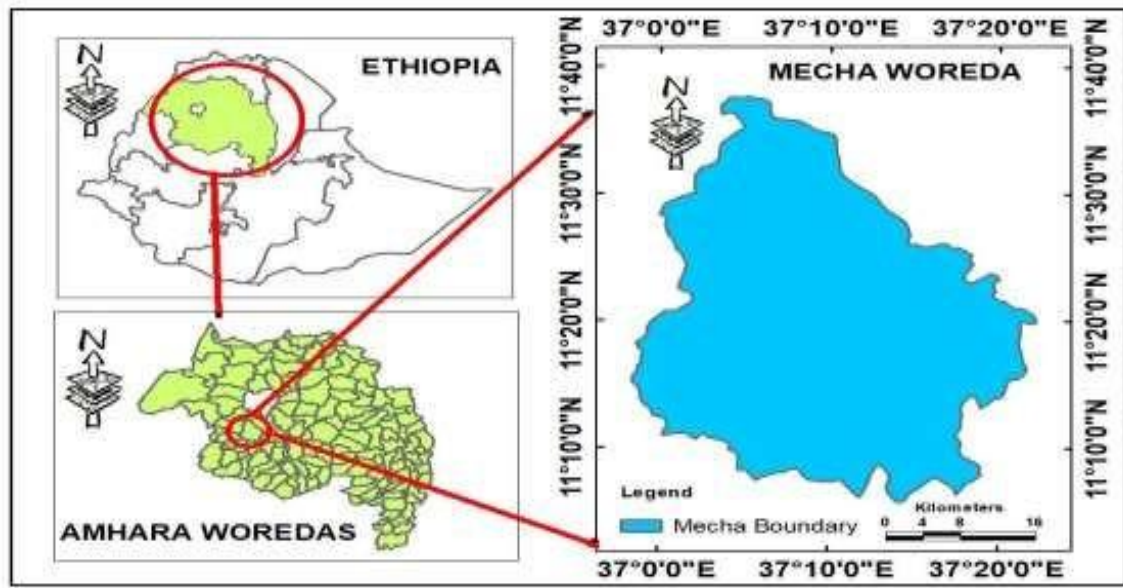 N
ETHIOPIA
N
AMHARA WOREDAS
37°0'0"E 37°10'0"E 37°20'0"E
MECHA WOREDA
N
11°40'0"N
11°30'0"N
11°20'0"N
11°10'0"N
11°40'0"N
11°30'0"N
11°20'0"N
11°10'0"N
Legend
Mecha Boundary
Kilometers
0 4 8 16
37°0'0"E 37°10'0"E 37°20'0"E